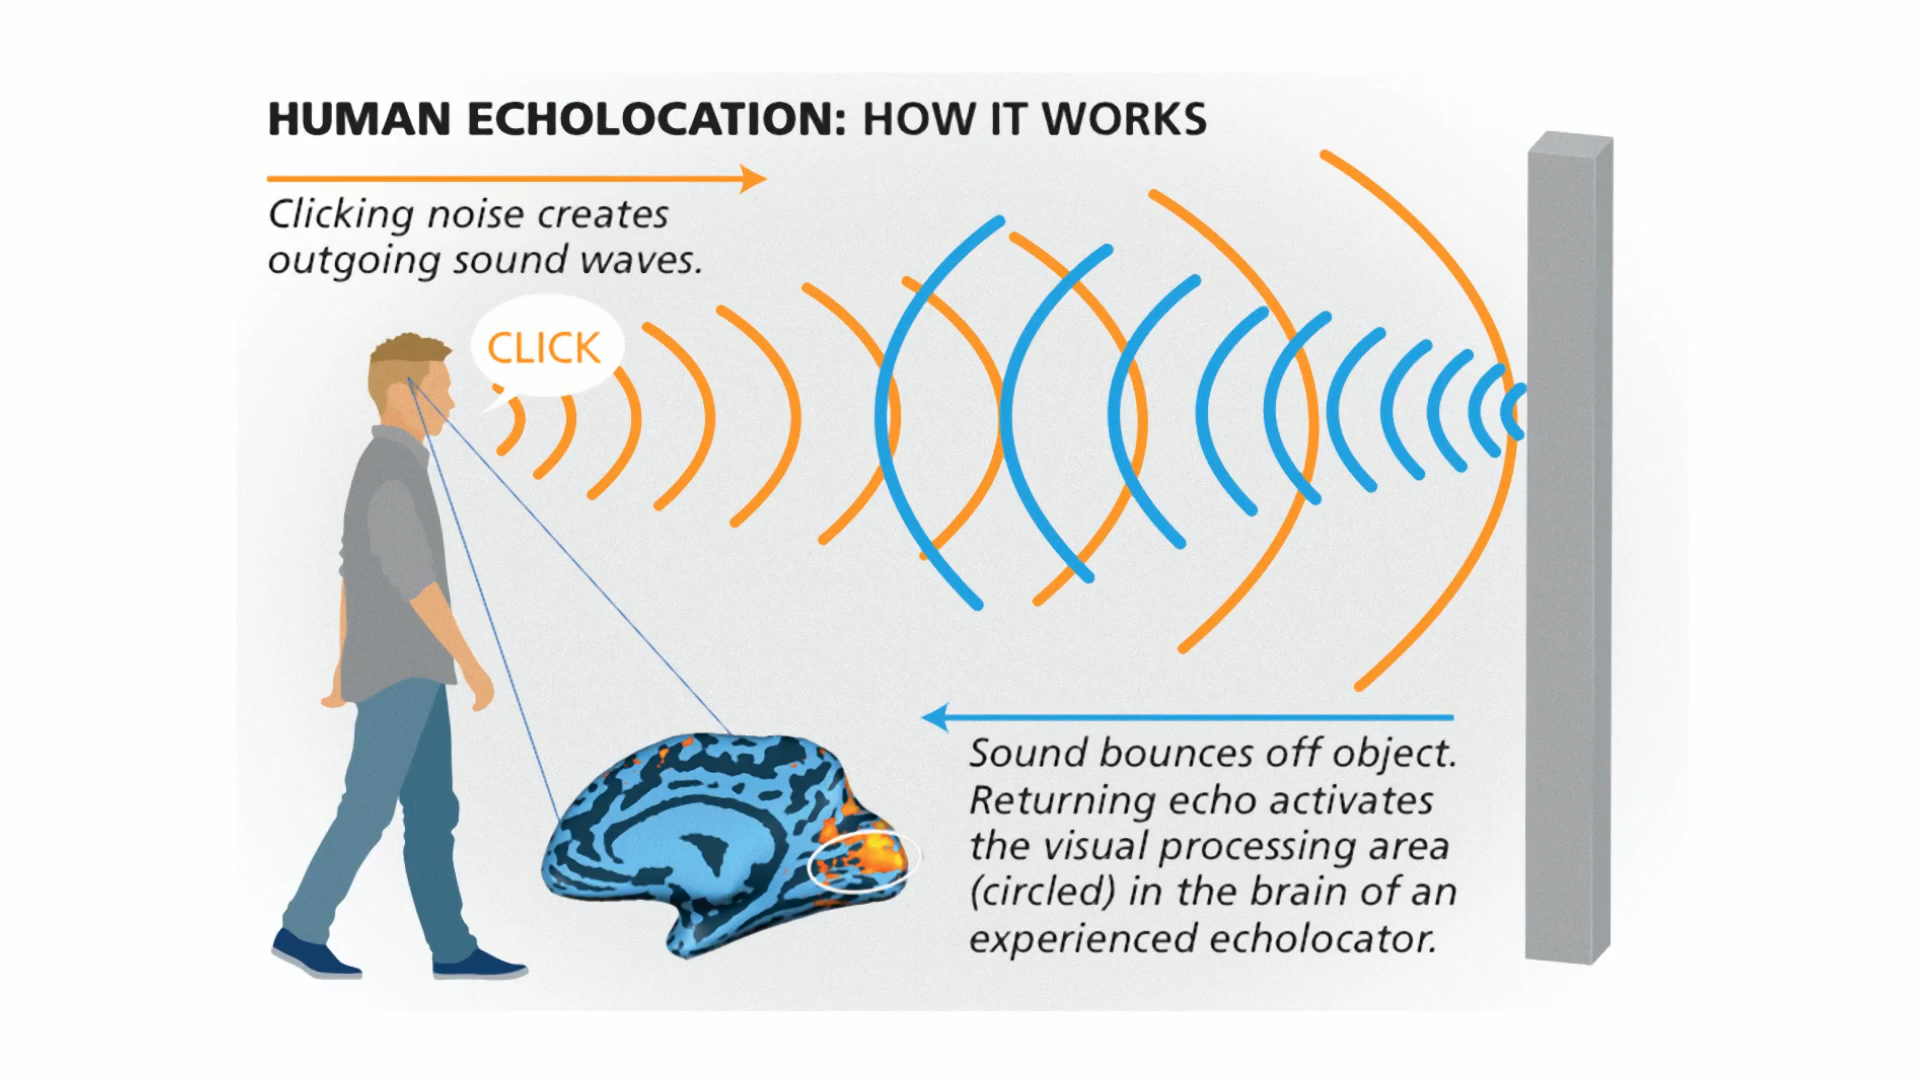 HUMAN ECHOLOCATION: HOW IT WORKS
Clicking noise creates
outgoing sound waves.
CLICK
Sound bounces off object.
Returning echo activates
the visual processing area
(circled) in the brain of an
experienced echolocator.